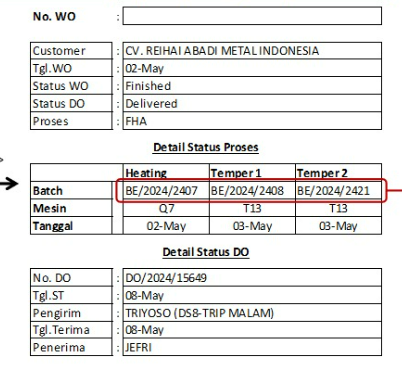 No. WO :
Customer : CV. REIHAI ABADI METAL INDONESIA
Tgl.WO : 02-May
Status WO : Finished
Status DO : Delivered
Proses : FHA
Detail Status Proses
Heating Temper 1 Temper 2
Batch BE/2024/2407 BE/2024/2408 BE/2024/2421
Mesin Q7 T13 T13
Tanggal 02-May 03-May 03-May
Detail Status DO
No. DO : DO/2024/15649
Tgl.ST : 08-May
Pengirim : TRIYOSO (DS8-TRIP MALAM)
Tgl.Terima : 08-May
Penerima : JEFRI